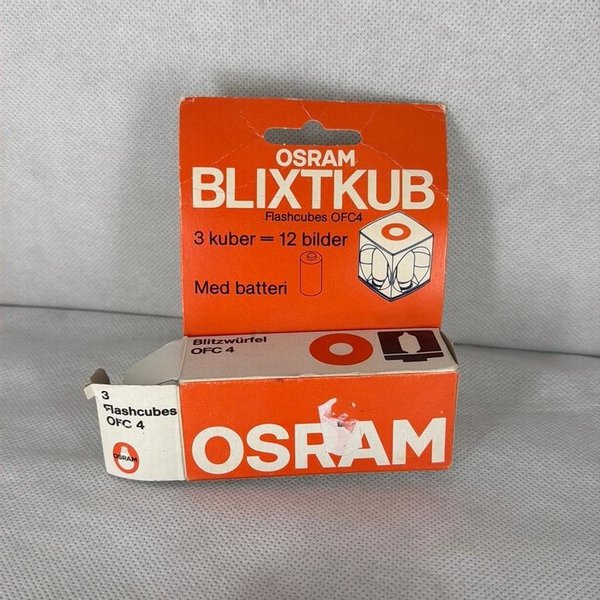 OSRAM
BLIXTKUB
Flashcubes OFC4
3 kuber = 12 bilder
Med batteri
Blitzwürfel
OFC 4
3
Flashcubes
OFC 4
OSRAM
OSRAM